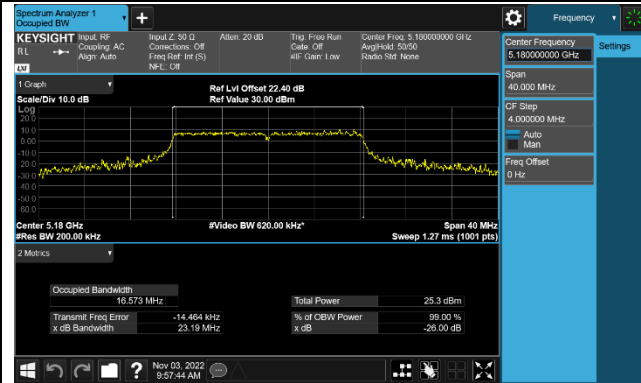 Spectrum Analyzer 1
Occupied BW
+
Frequency
KEYSIGHT
RL
Input: RF
Coupling: AC
Align: Auto
Input Z: 50 Ω
Corrections: Off
Freq Ref: Int (S)
NFE: Off
Atten: 20 dB
Trig: Free Run
Gate: Off
#IF Gain: Low
Center Freq: 5.180000000 GHz
Avg|Hold: 50/50
Radio Std: None
LXI
1 Graph
Scale/Div 10.0 dB
Ref Lvl Offset 22.40 dB
Ref Value 30.00 dBm
Log
20.0
10.0
0.00
-10.0
-20.0
-30.0
-40.0
-50.0
-60.0
Center 5.18 GHz
#Res BW 200.00 kHz
#Video BW 620.00 kHz*
Span 40 MHz
Sweep 1.27 ms (1001 pts)
2 Metrics
Occupied Bandwidth
16.573 MHz
Transmit Freq Error -14.464 kHz
x dB Bandwidth 23.19 MHz
Total Power 25.3 dBm
% of OBW Power 99.00 %
x dB -26.00 dB
Center Frequency
5.180000000 GHz
Settings
Span
40.000 MHz
CF Step
4.000000 MHz
Auto
Man
Freq Offset
0 Hz
?
Nov 03, 2022
9:57:44 AM